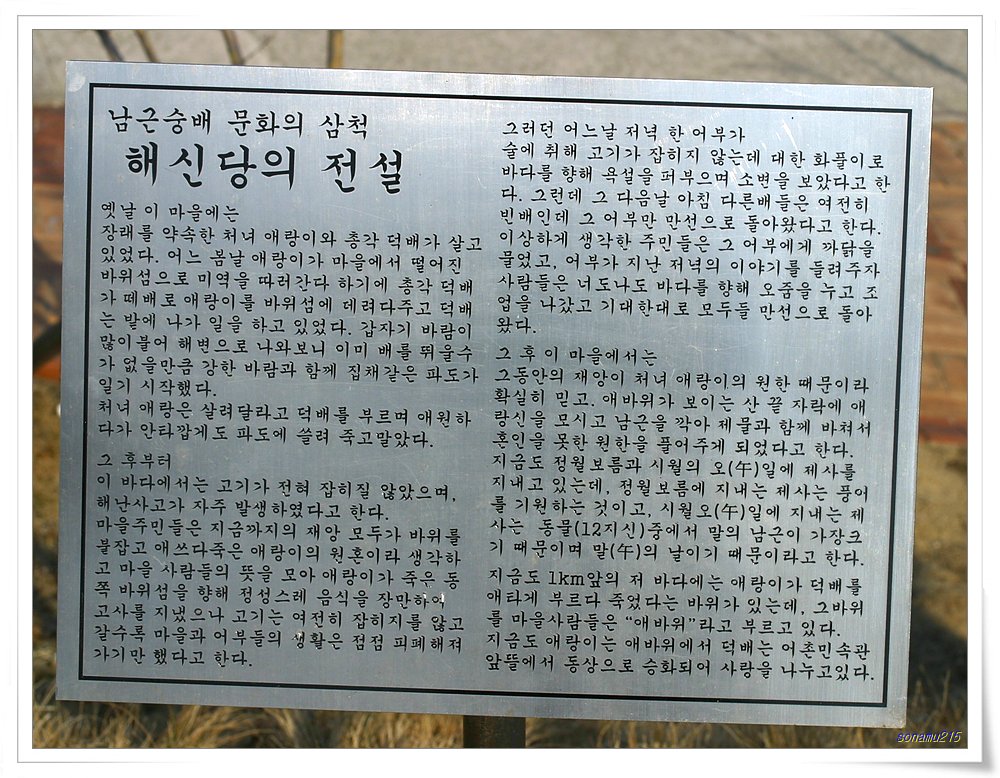 남근숭배 문화의 삼척
해신당의 전설
옛날 이 마을에는
장래를 약속한 처녀 애랑이와 총각 덕배가 살고
있었다. 어느 봄날 애랑이가 마을에서 떨어진
바위섬으로 미역을 따러간다 하기에 총각 덕배
가 떼배로 애랑이를 바위섬에 데려다주고 덕배
는 밭에 나가 일을 하고 있었다. 갑자기 바람이
많이불어 해변으로 나와보니 이미 배를 뛰울수
가 없을만큼 강한 바람과 함께 집채같은 파도가
일기 시작했다.
처녀 애랑은 살려달라고 덕배를 부르며 애원하
다가 안타깝게도 파도에 쓸려 죽고말았다.
그 후부터
이 바다에서는 고기가 전혀 잡히질 않았으며,
해난사고가 자주 발생하였다고 한다.
마을주민들은 지금까지의 재앙 모두가 바위를
붙잡고 애쓰다죽은 애랑이의 원혼이라 생각하
고 마을 사람들의 뜻을 모아 애랑이가 죽은 동
쪽 바위섬을 향해 정성스레 음식을 장만하여
고사를 지냈으나 고기는 여전히 잡히지를 않고
갈수록 마을과 어부들의 생활은 점점 피폐해져
가기만 했다고 한다.
그러던 어느날 저녁 한 어부가
술에 취해 고기가 잡히지 않는데 대한 화풀이로
바다를 향해 욕설을 퍼부으며 소변을 보았다고 한
다. 그런데 그 다음날 아침 다른배들은 여전히
빈배인데 그 어부만 만선으로 돌아왔다고 한다.
이상하게 생각한 주민들은 그 어부에게 까닭을
물었고, 어부가 지난 저녁의 이야기를 들려주자
사람들은 너도나도 바다를 향해 오줌을 누고 조
업을 나갔고 기대한대로 모두들 만선으로 돌아
왔다.
그 후 이 마을에서는
그동안의 재앙이 처녀 애랑이의 원한 때문이라
확실히 믿고. 애바위가 보이는 산 끝 자락에 애
랑신을 모시고 남근을 깎아 제물과 함께 바쳐서
혼인을 못한 원한을 풀어주게 되었다고 한다.
지금도 정월보름과 시월의 오(午)일에 제사를
지내고 있는데, 정월보름에 지내는 제사는 풍어
를 기원하는 것이고, 시월오(午)일에 지내는 제
사는 동물(12지신)중에서 말의 남근이 가장크
기 때문이며 말(午)의 날이기 때문이라고 한다.
지금도 1km앞의 저 바다에는 애랑이가 덕배를
애타게 부르다 죽었다는 바위가 있는데, 그바위
를 마을사람들은 “애바위”라고 부르고 있다.
지금도 애랑이는 애바위에서 덕배는 어촌민속관
앞뜰에서 동상으로 승화되어 사랑을 나누고있다.
sonamu215